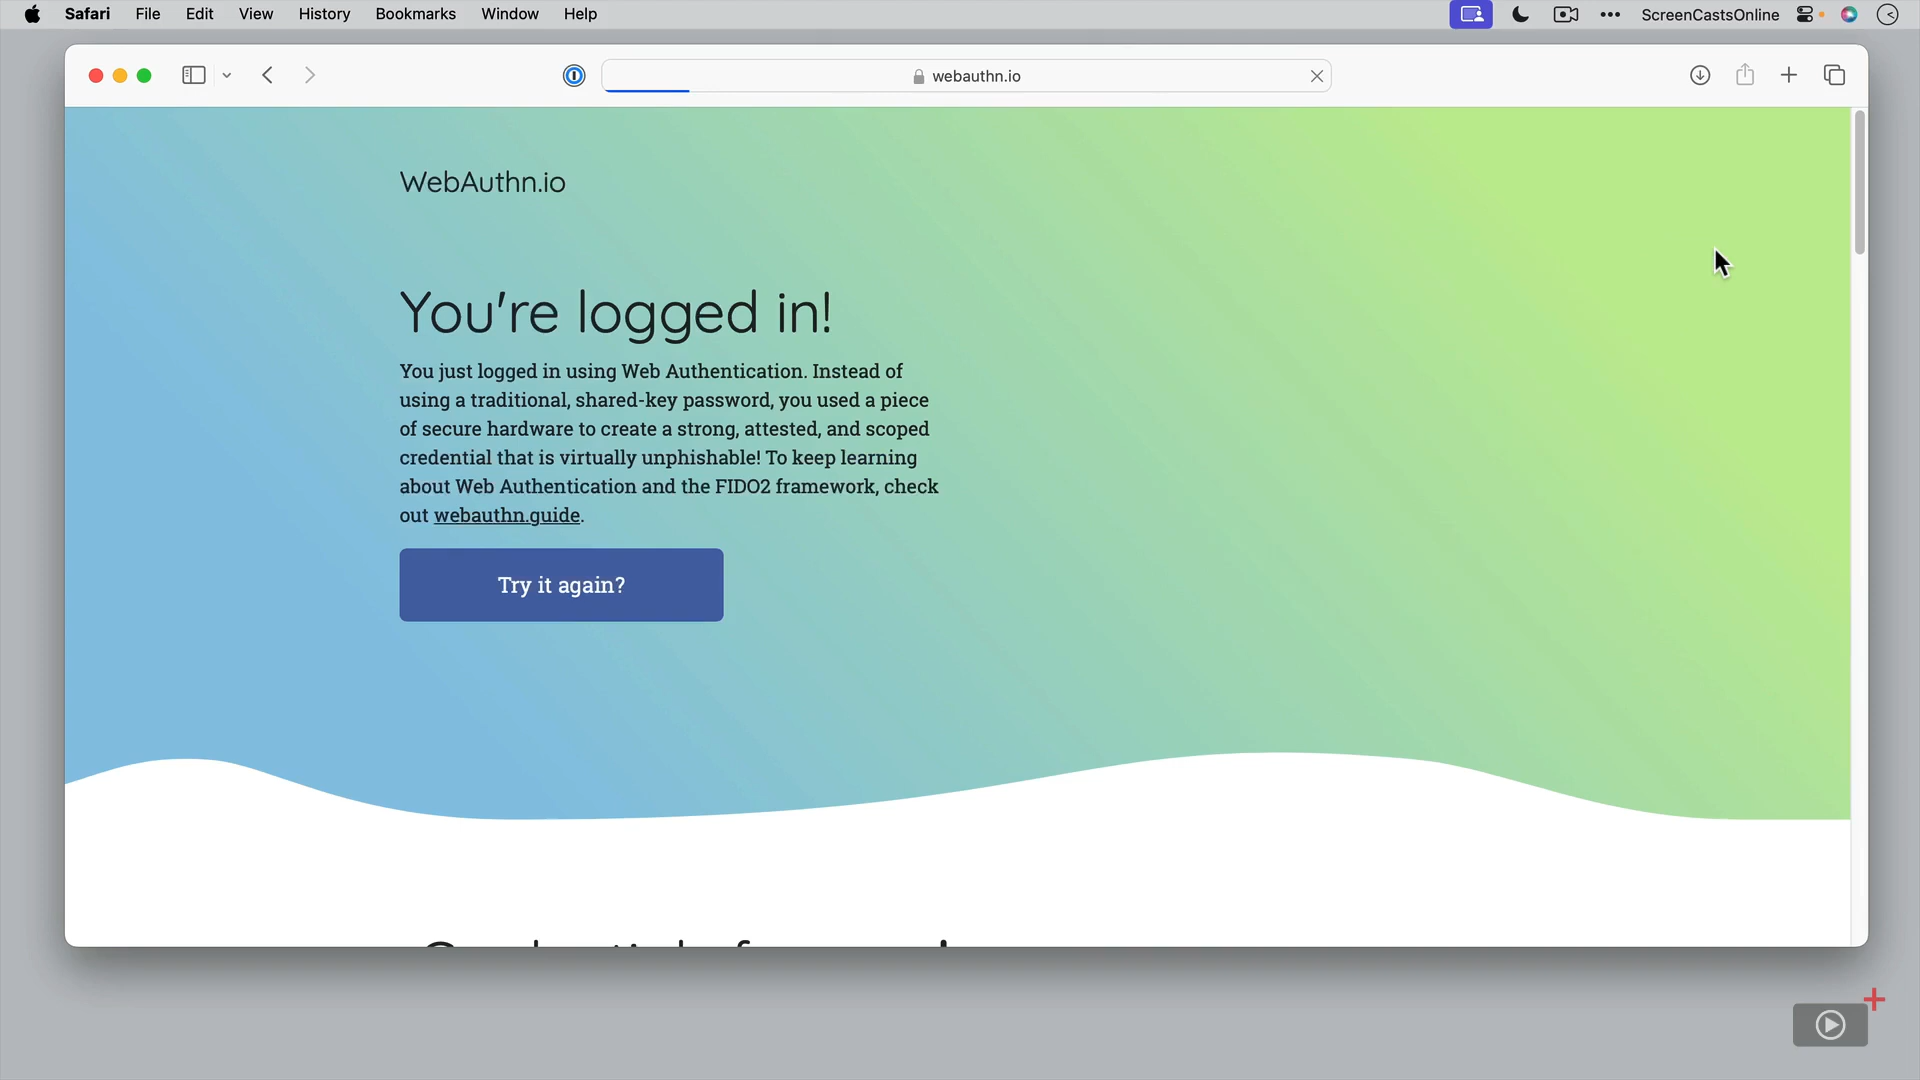 Safari File Edit View History Bookmarks Window Help ScreenCastsOnline
webauthn.io
WebAuthn.io
You're logged in!
You just logged in using Web Authentication. Instead of
using a traditional, shared-key password, you used a piece
of secure hardware to create a strong, attested, and scoped
credential that is virtually unphishable! To keep learning
about Web Authentication and the FIDO2 framework, check
out webauthn.guide.
Try it again?